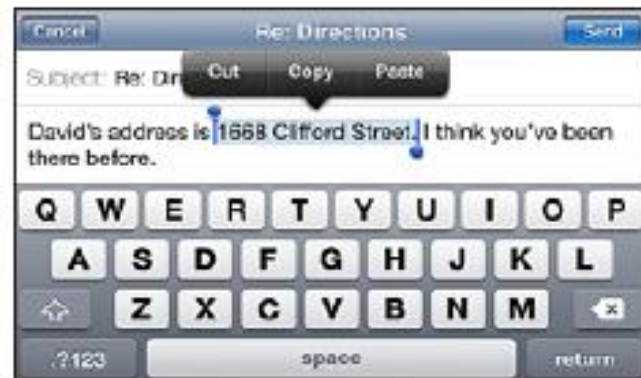 Cancel Re: Directions Send
Cut Copy Paste
Subject: Re: Dir
David's address is 1668 Clifford Street. I think you've been
there before.
Q W E R T Y U I O P
A S D F G H J K L
Z X C V B N M
.?123 space return